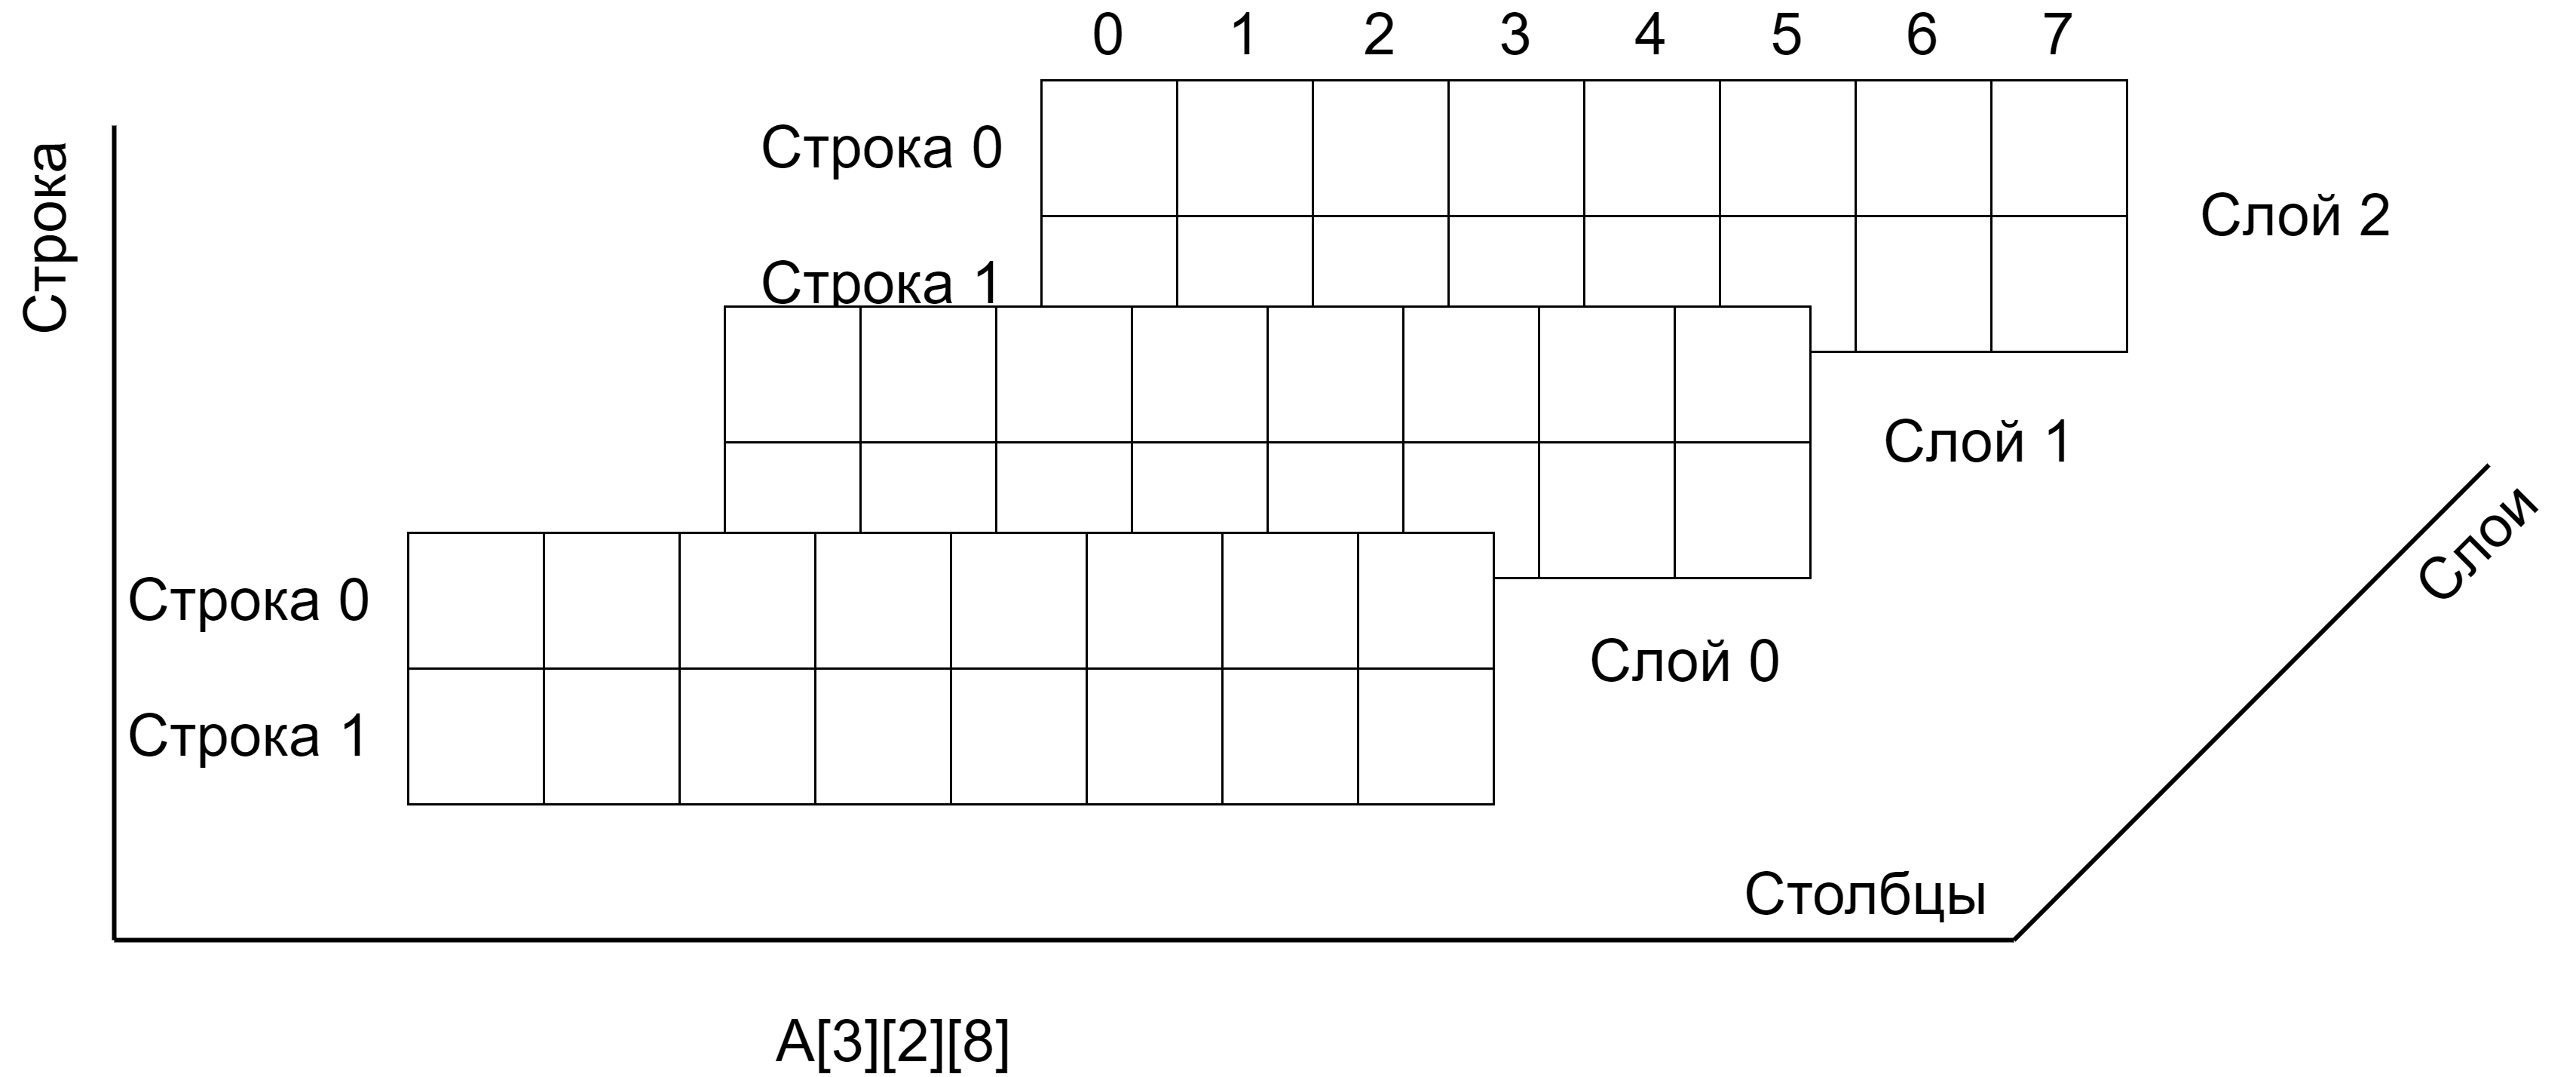 0 1 2 3 4 5 6 7
Строка
Строка 0
Слой 2
Строка 1
Слой 1
Слои
Строка 0
Слой 0
Строка 1
Столбцы
A[3][2][8]